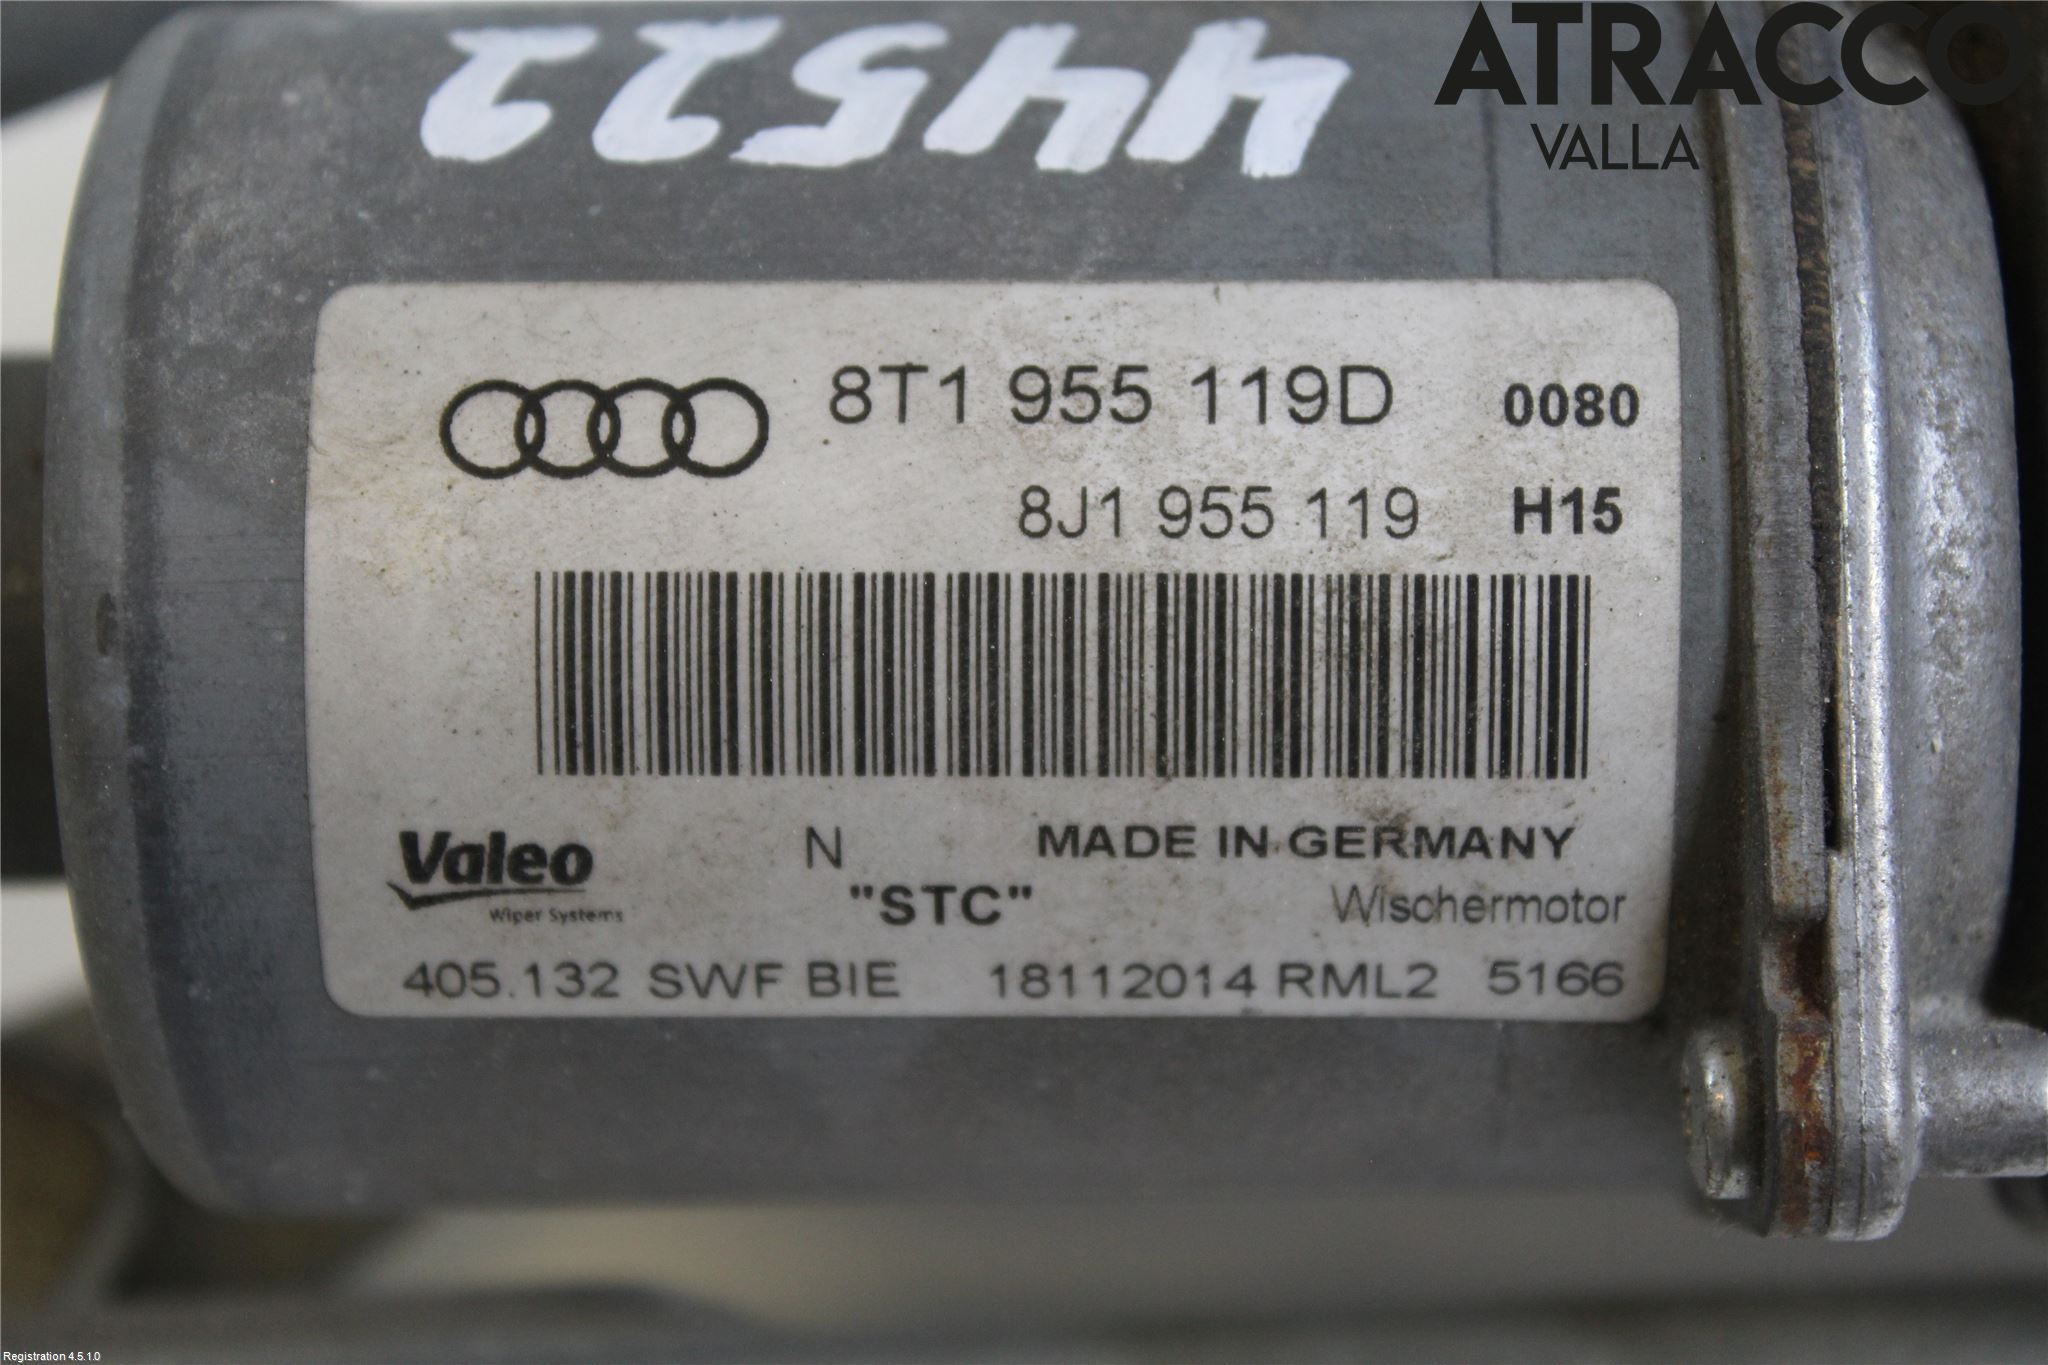 44522
ATRACCO
VALLA
8T1 955 119D 0080
8J1 955 119 H15
Valeo N MADE IN GERMANY
Wiper Systems "STC" Wischermotor
405.132 SWF BIE 18112014 RML2 5166
Registration 4.5.1.0